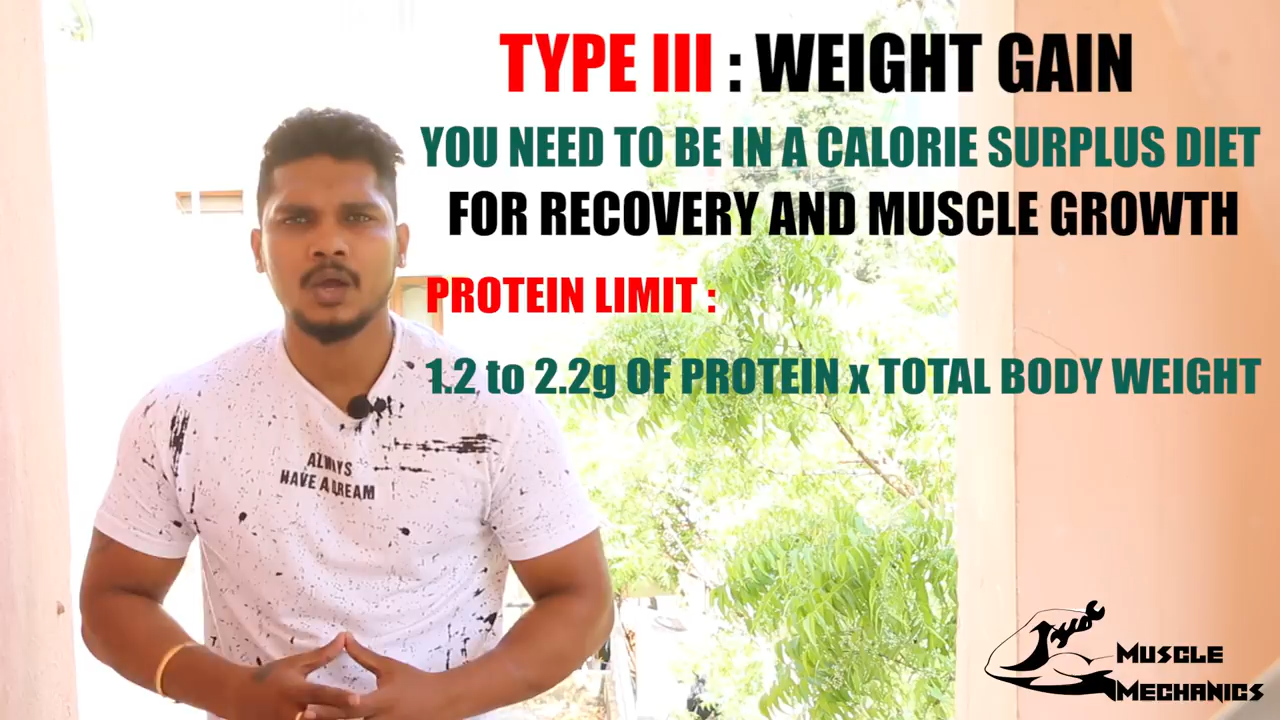 TYPE III : WEIGHT GAIN
YOU NEED TO BE IN A CALORIE SURPLUS DIET
FOR RECOVERY AND MUSCLE GROWTH
PROTEIN LIMIT :
1.2 to 2.2g OF PROTEIN x TOTAL BODY WEIGHT
ALWAYS
HAVE A DREAM
MUSCLE
MECHANICS